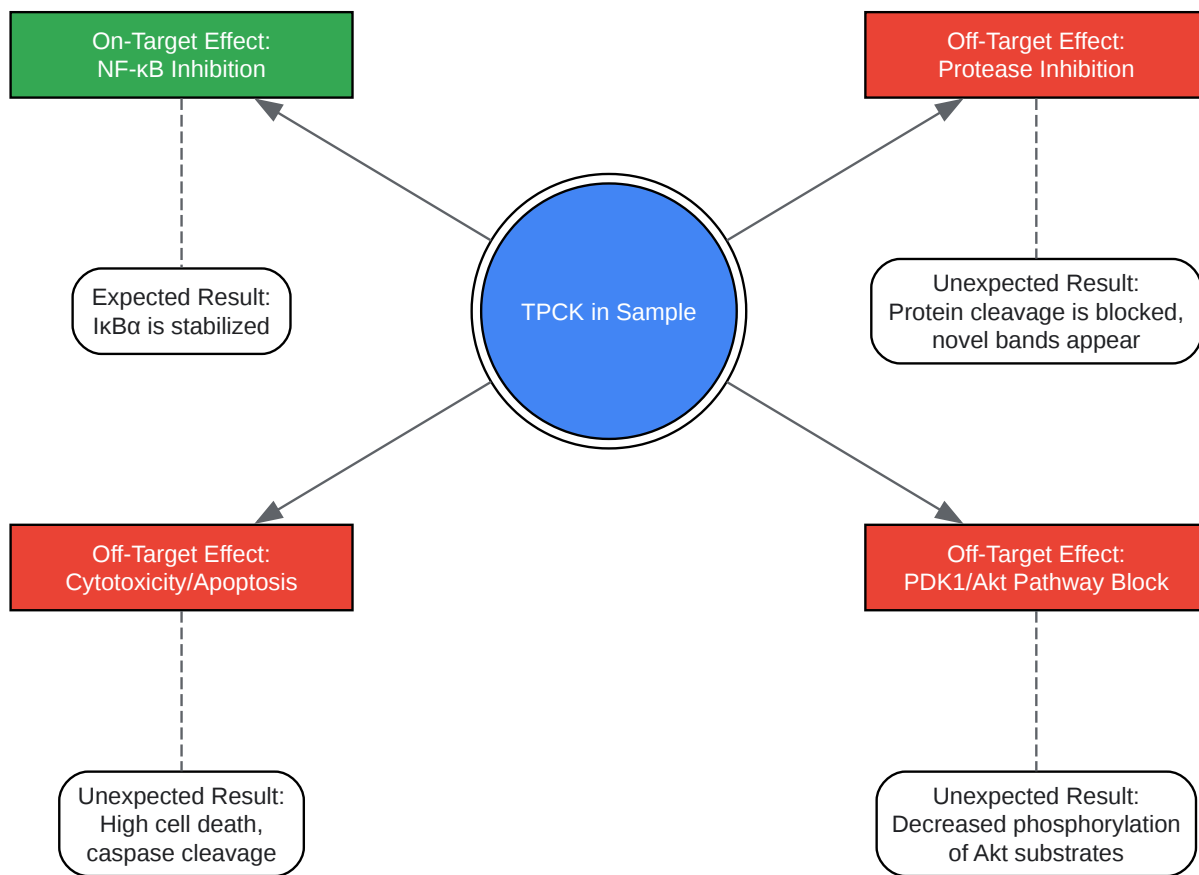 On-Target Effect:
NF-κB Inhibition
Off-Target Effect:
Protease Inhibition
Expected Result:
IκBα is stabilized
TPCK in Sample
Unexpected Result:
Protein cleavage is blocked,
novel bands appear
Off-Target Effect:
Cytotoxicity/Apoptosis
Off-Target Effect:
PDK1/Akt Pathway Block
Unexpected Result:
High cell death,
caspase cleavage
Unexpected Result:
Decreased phosphorylation
of Akt substrates